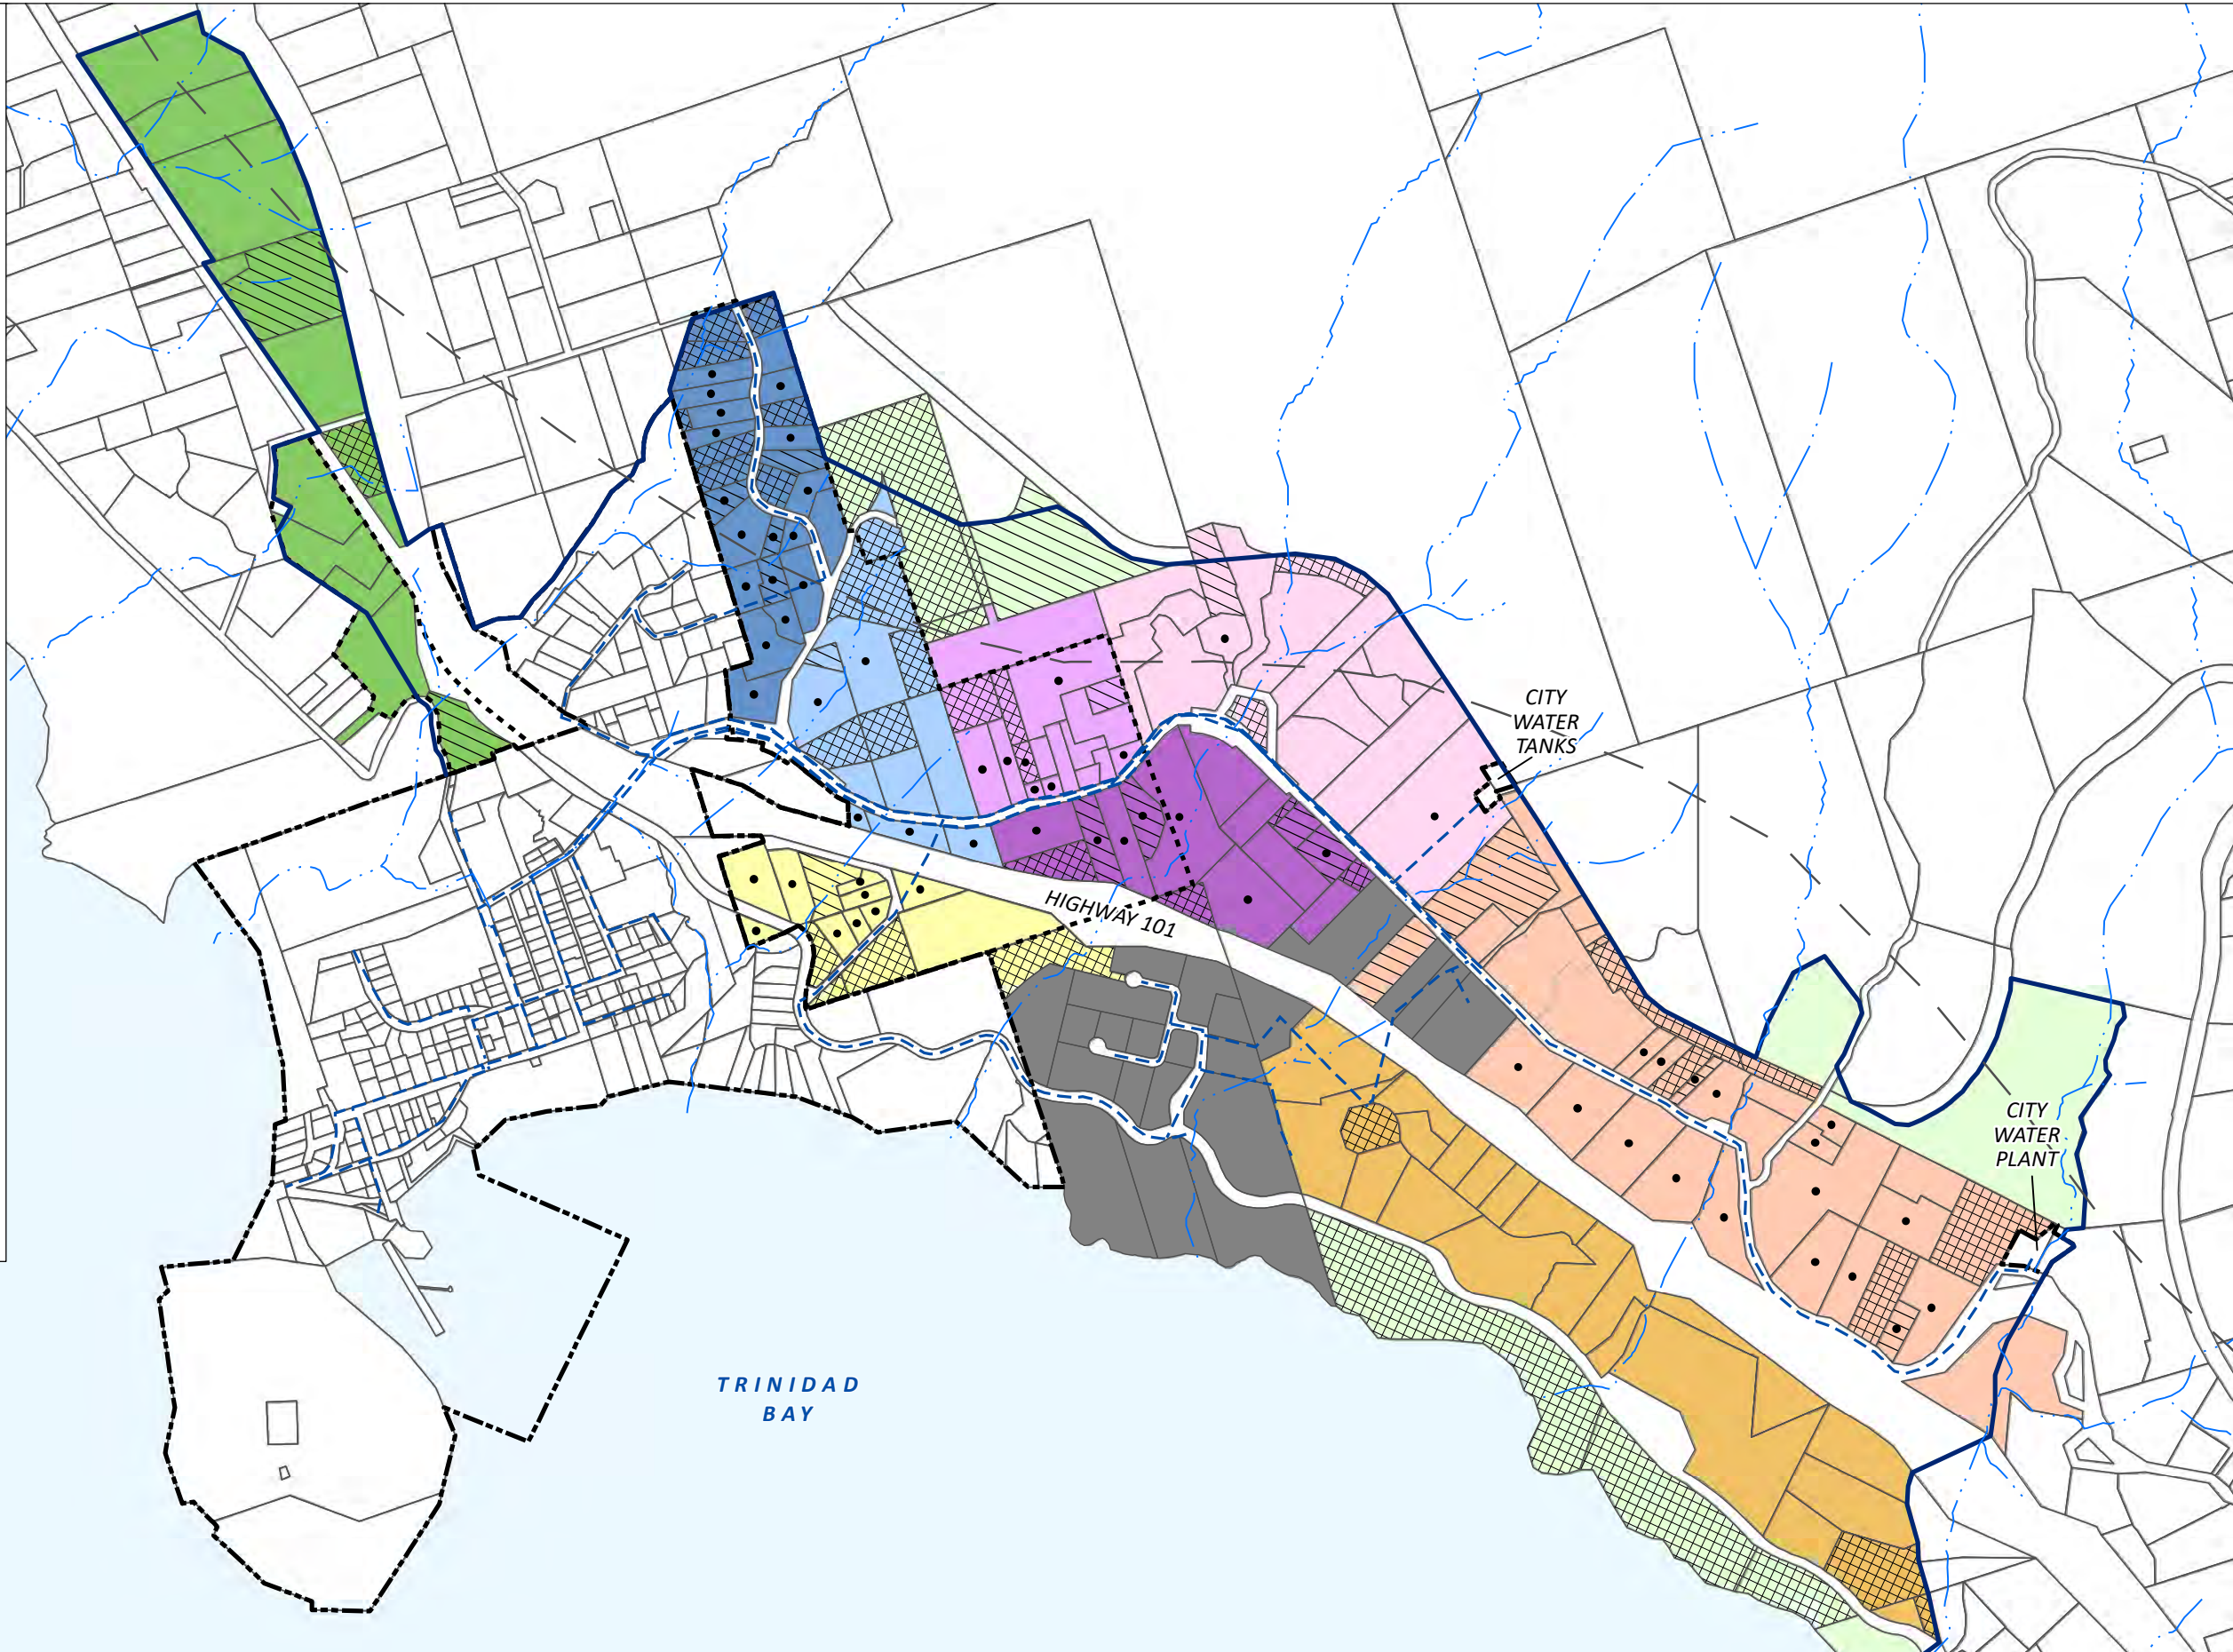 CITY
WATER
TANKS
HIGHWAY 101
CITY
WATER
PLANT
TRINIDAD
BAY